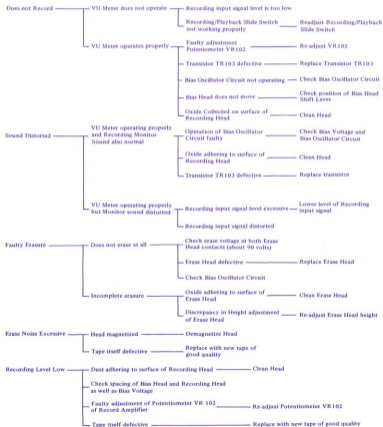 Does Not Record VU Meter does not operate Recording input signal level is too low
Recording/Playback Slide Switch not working properly Readjust Recording/Playback Slide Switch
VU Meter operates properly Faulty adjustment Potentiometer VR102 Re-adjust VR102
Transistor TR103 defective Replace Transistor TR103
Bias Oscillator Circuit not operating Check Bias Oscillator Circuit
Bias Head does not move Check position of Bias Head Shift Lever
Oxide Collected on surface of Recording Head Clean Head
Sound Distorted VU Meter operating properly and Recording Monitor Sound also normal Operation of Bias Oscillator Circuit faulty Check Bias Voltage and Bias Oscillator Circuit
Oxide adhering to surface of Recording Head Clean Head
Transistor TR103 defective Replace transistor
VU Meter operating properly but Monitor sound distorted Recording input signal level excessive Lower level of Recording input signal
Recording input signal distorted
Faulty Erasure Does not erase at all Check erase voltage at both Erase Head contacts (about 90 volts)
Erase Head defective Replace Erase Head
Check Bias Oscillator Circuit
Incomplete erasure Oxide adhering to surface of Erase Head Clean Erase Head
Discrepancy in Height adjustment of Erase Head Re-adjust Erase Head height
Erase Noise Excessive Head magnetized Demagnetize Head
Tape itself defective Replace with new tape of good quality
Recording Level Low Dust adhering to surface of Recording Head Clean Head
Check spacing of Bias Head and Recording Head as well as Bias Voltage
Faulty adjustment of Potentiometer VR 102 of Record Amplifier Re-adjust Potentiometer VR102
Tape itself defective Replace with new tape of good quality